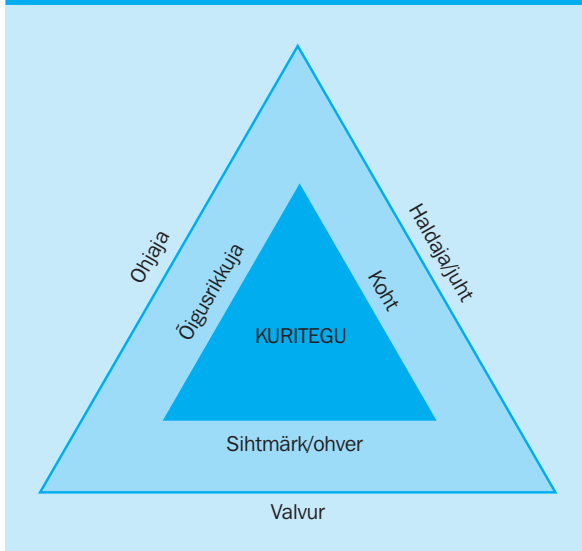 Ohjaja
Haldaja/juht
Õigusrikkuja
Koht
KURITEGU
Sihtmärk/ohver
Valvur